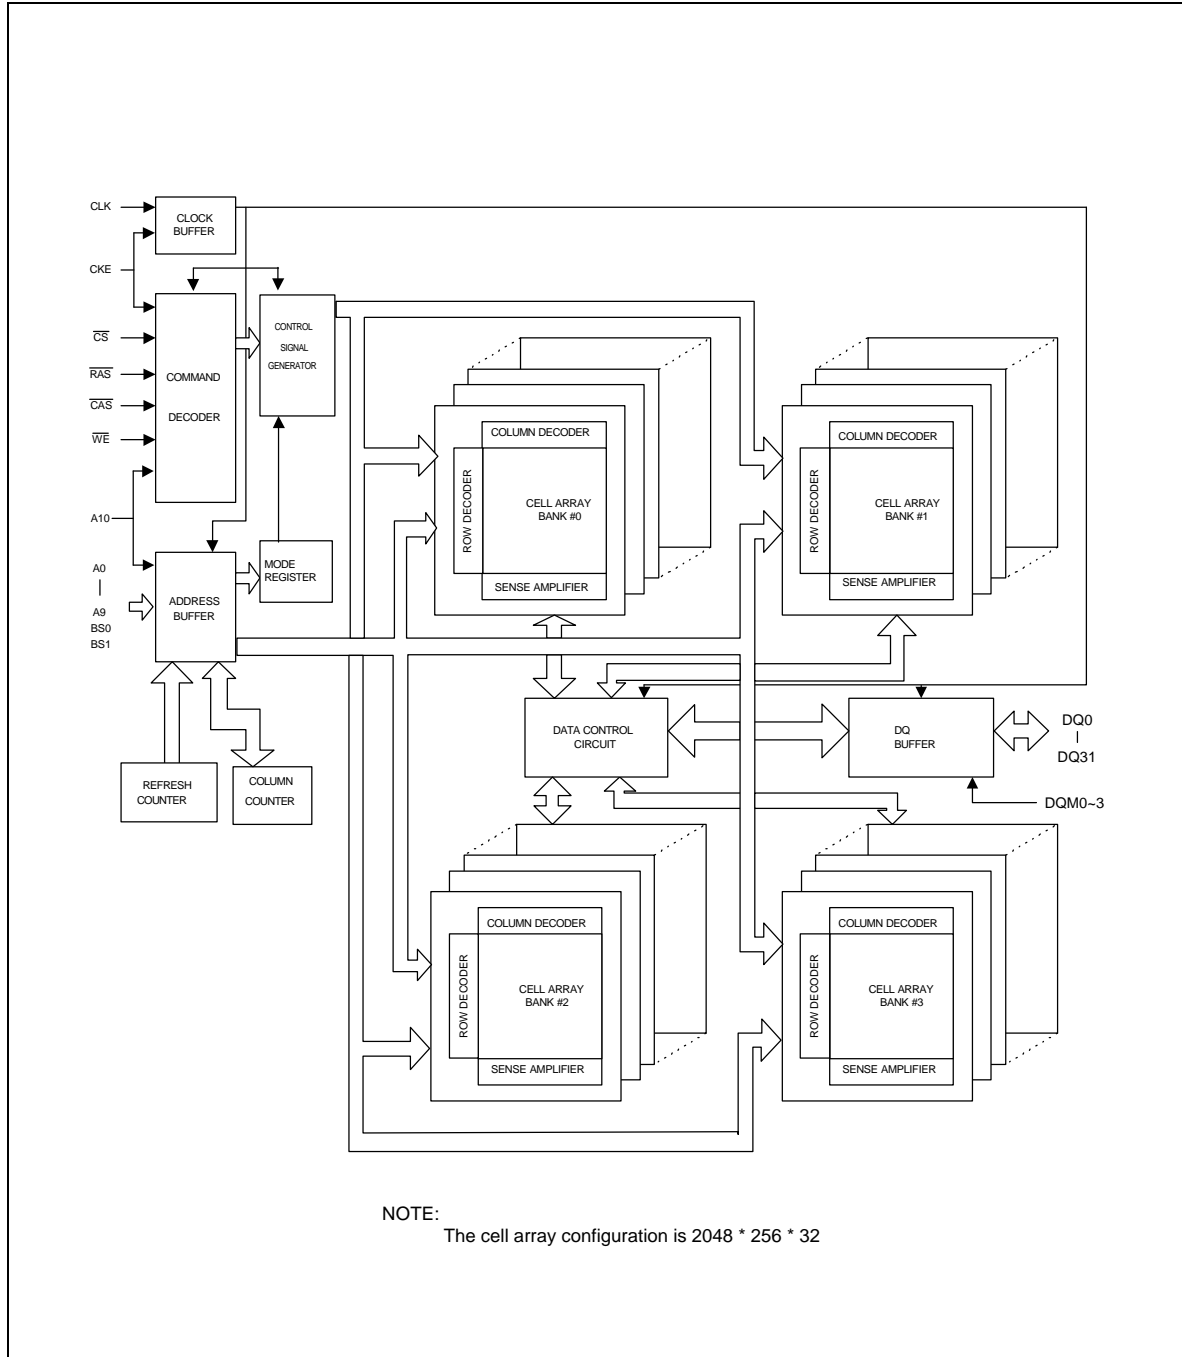 CLK
CLOCK
BUFFER
CKE
CS
RAS
CAS
WE
COMMAND
DECODER
CONTROL
SIGNAL
GENERATOR
A10
A0
A9
BS0
BS1
ADDRESS
BUFFER
MODE
REGISTER
REFRESH
COUNTER
COLUMN
COUNTER
COLUMN DECODER
ROW DECODER
CELL ARRAY
BANK #0
SENSE AMPLIFIER
COLUMN DECODER
ROW DECODER
CELL ARRAY
BANK #1
SENSE AMPLIFIER
DATA CONTROL
CIRCUIT
DQ
BUFFER
DQ0
DQ31
DQM0~3
COLUMN DECODER
ROW DECODER
CELL ARRAY
BANK #2
SENSE AMPLIFIER
COLUMN DECODER
ROW DECODER
CELL ARRAY
BANK #3
SENSE AMPLIFIER
NOTE:
The cell array configuration is 2048 * 256 * 32